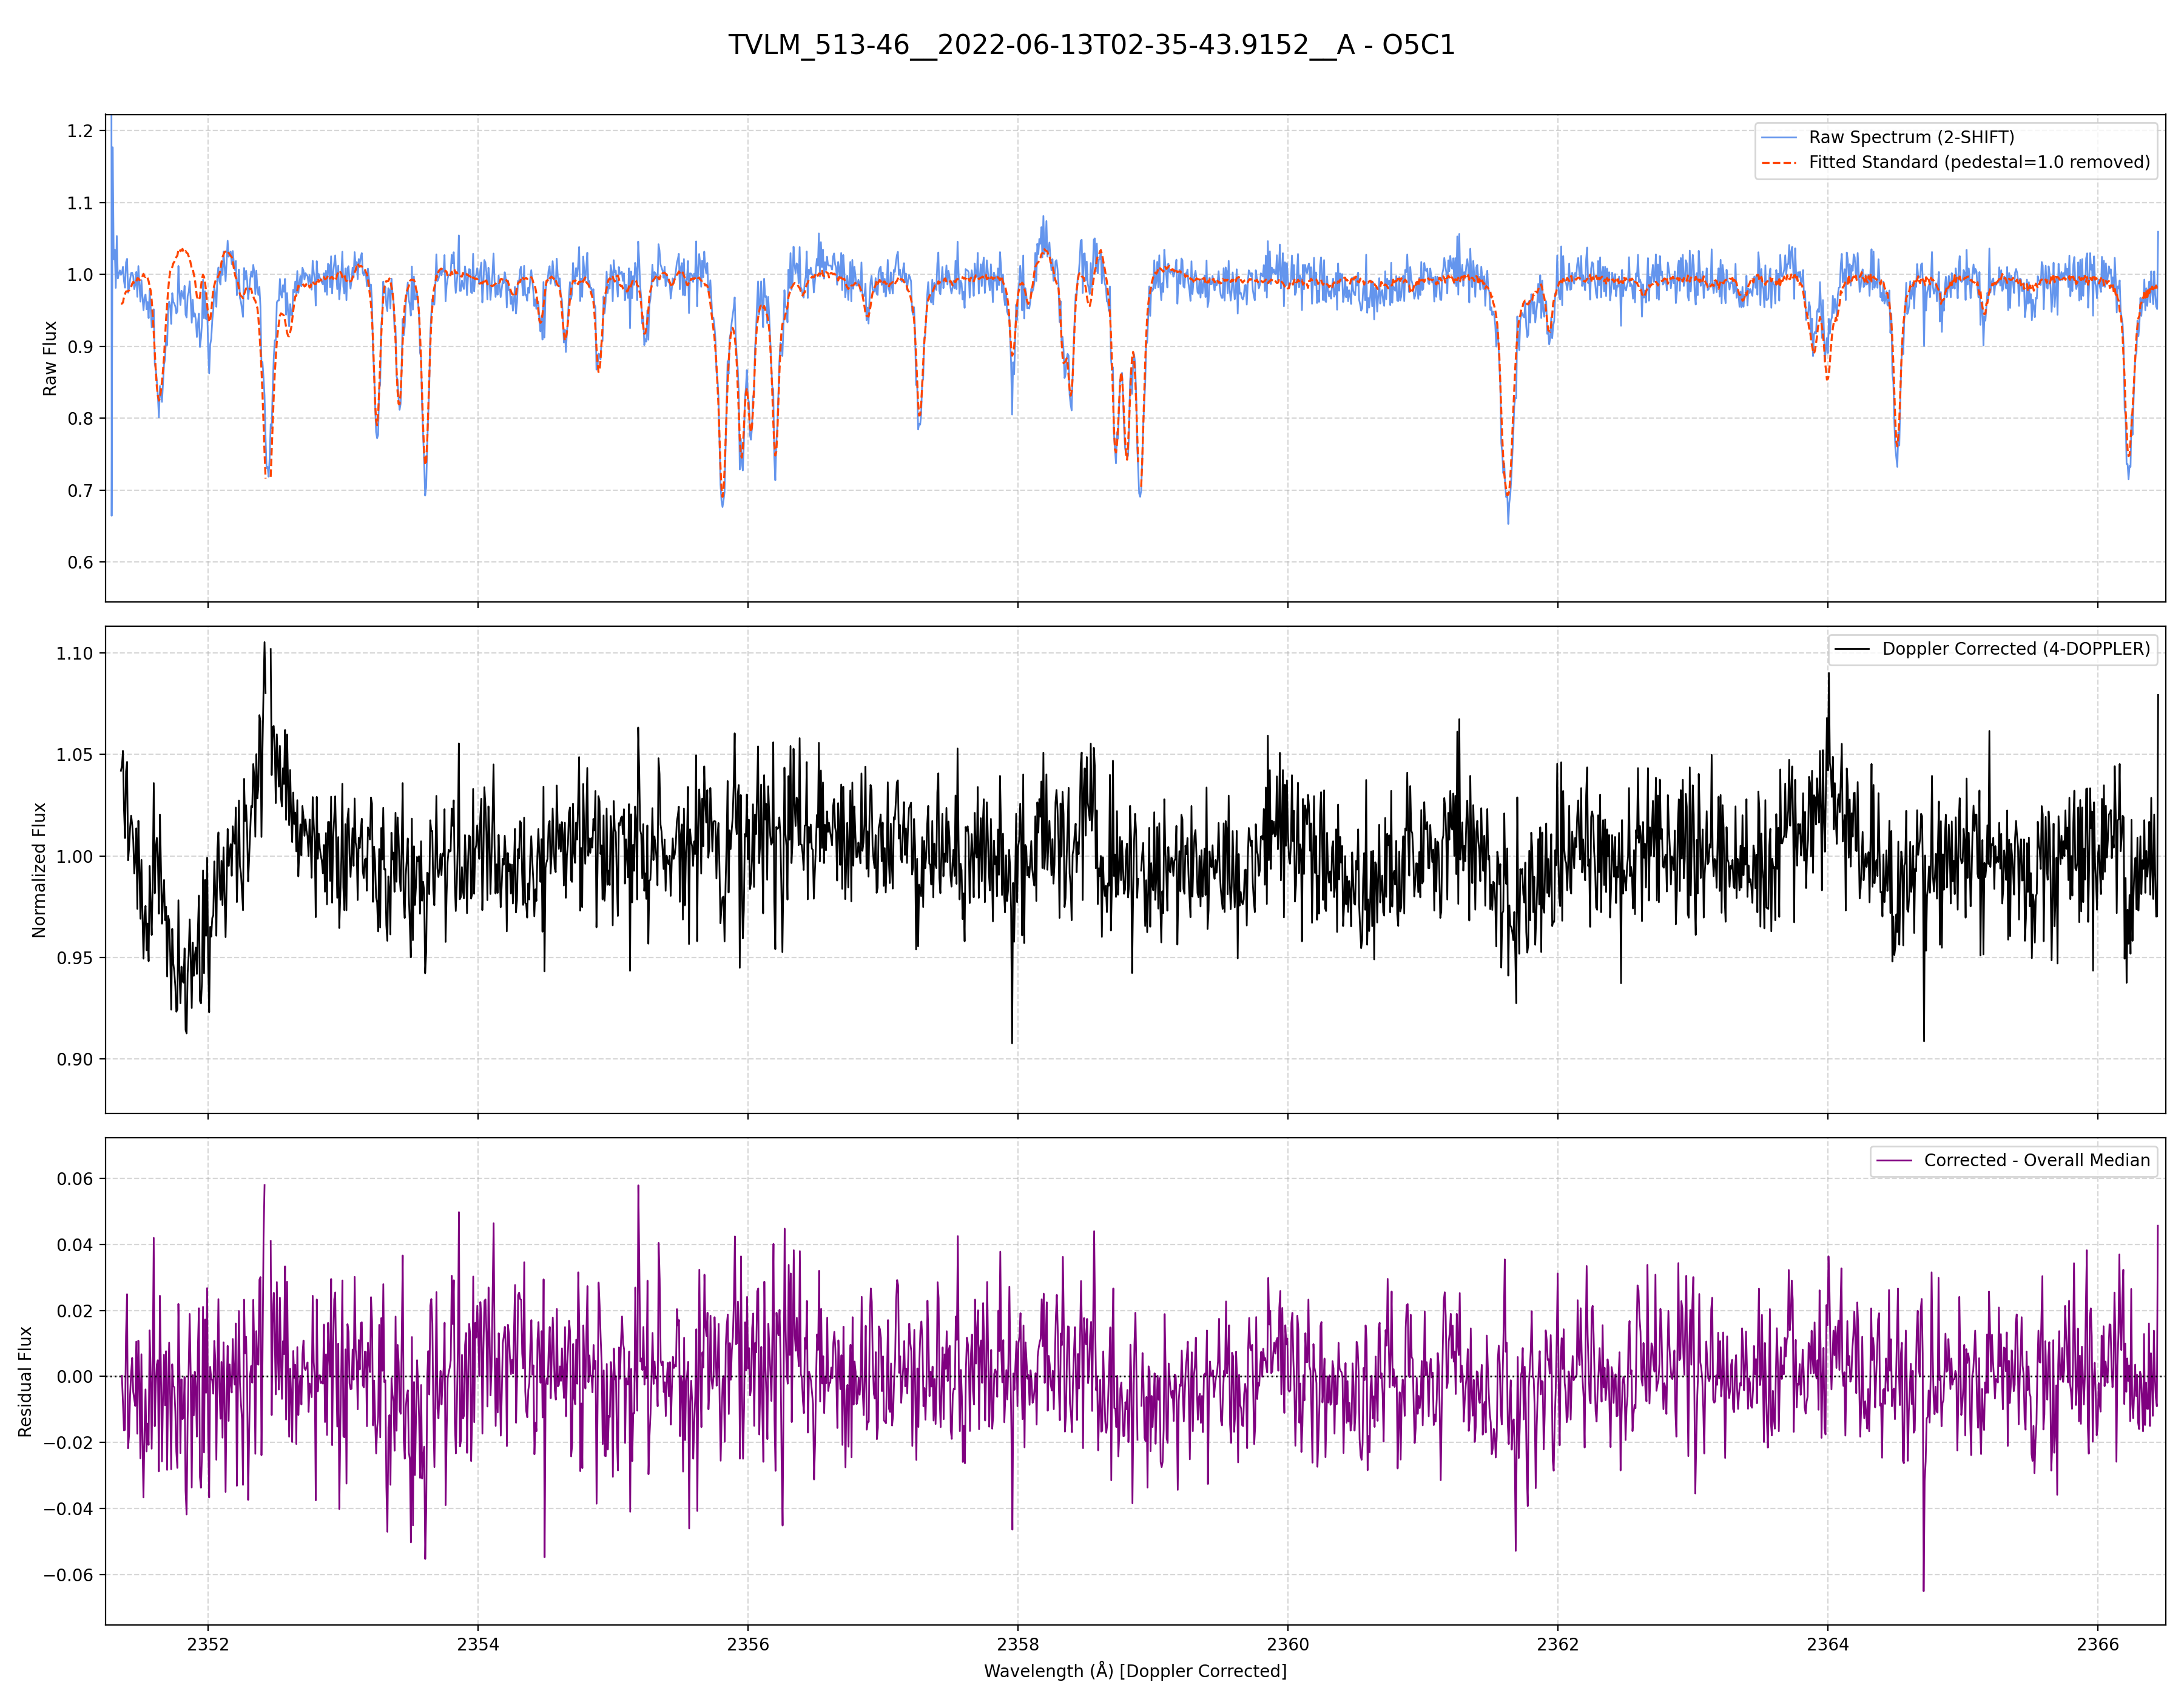 TVLM_513-46__2022-06-13T02-35-43.9152__A - O5C1
Raw Spectrum (2-SHIFT)
Fitted Standard (pedestal=1.0 removed)
1.2
1.1
1.0
0.9
0.8
0.7
0.6
Raw Flux
Doppler Corrected (4-DOPPLER)
1.10
1.05
1.00
0.95
0.90
Normalized Flux
Corrected - Overall Median
0.06
0.04
0.02
0.00
−0.02
−0.04
−0.06
Residual Flux
2352 2354 2356 2358 2360 2362 2364 2366
Wavelength (Å) [Doppler Corrected]